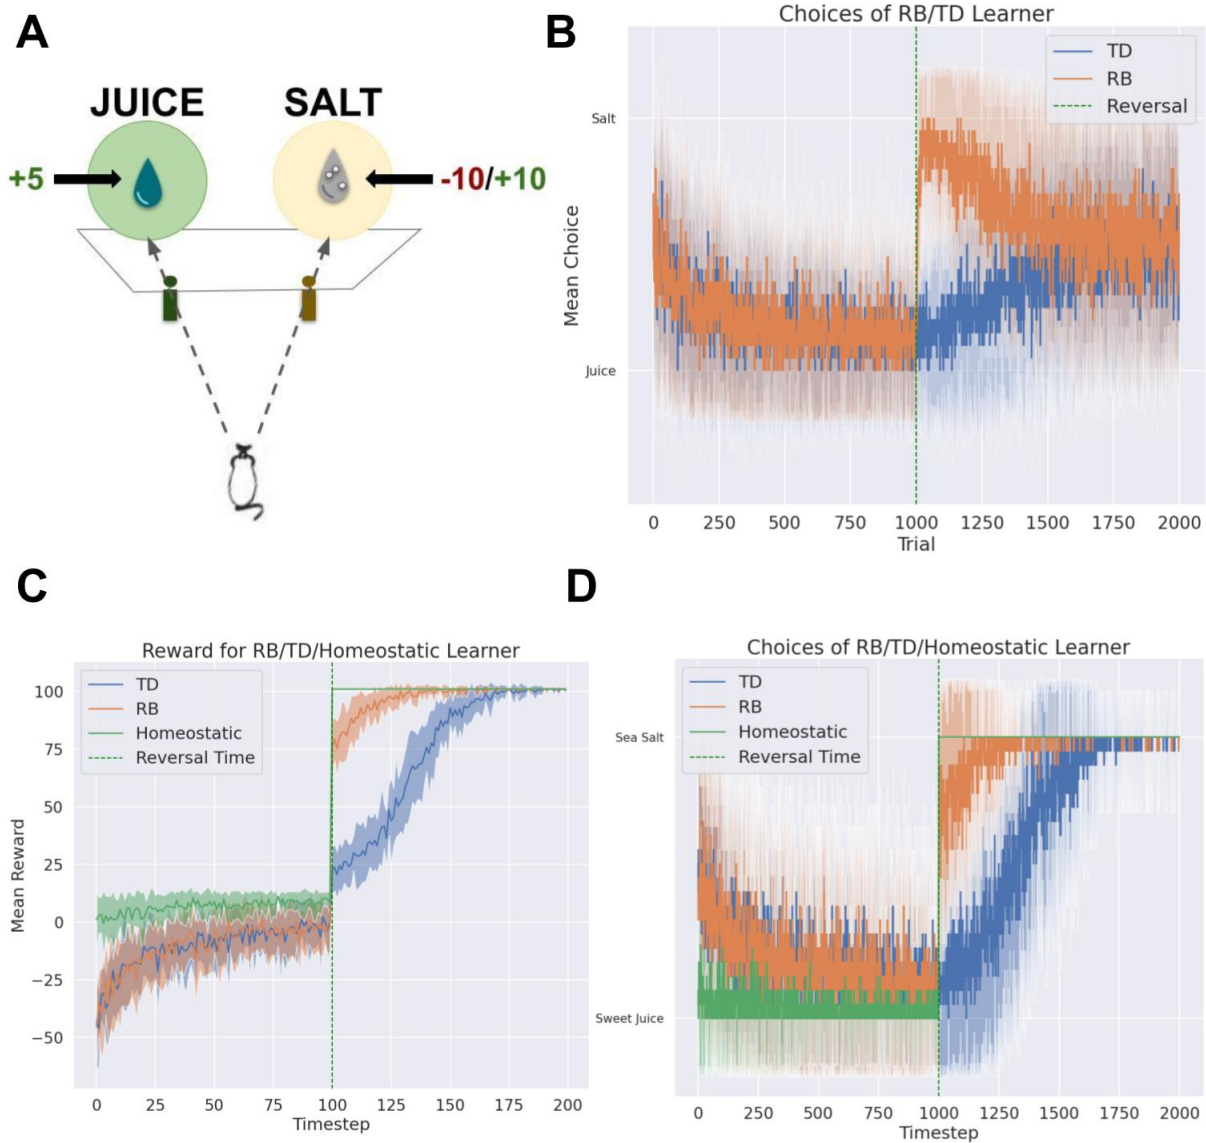 A
JUICE SALT
+5
-10/+10
B
Choices of RB/TD Learner
TD
RB
Reversal
Salt
Juice
Mean Choice
0 250 500 750 1000 1250 1500 1750 2000
Trial
C
Reward for RB/TD/Homeostatic Learner
TD
RB
Homeostatic
Reversal Time
100
75
50
25
0
−25
−50
Mean Reward
0 25 50 75 100 125 150 175 200
Timestep
D
Choices of RB/TD/Homeostatic Learner
TD
RB
Homeostatic
Reversal Time
Sea Salt
Sweet Juice
0 250 500 750 1000 1250 1500 1750 2000
Timestep